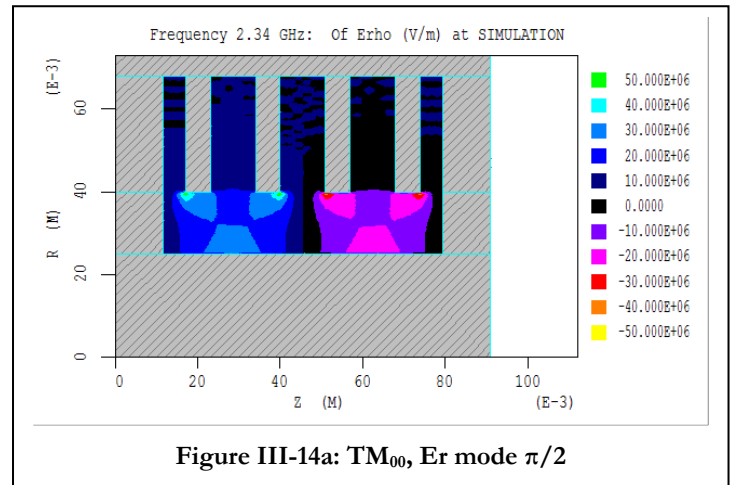 Frequency 2.34 GHz: Of Erho (V/m) at SIMULATION
(E-3)
60
40
R (M)
20
0
0 20 40 60 80 100
Z (M) (E-3)
50.000E+06
40.000E+06
30.000E+06
20.000E+06
10.000E+06
0.0000
-10.000E+06
-20.000E+06
-30.000E+06
-40.000E+06
-50.000E+06
Figure III-14a: TM₀₀, Er mode π/2